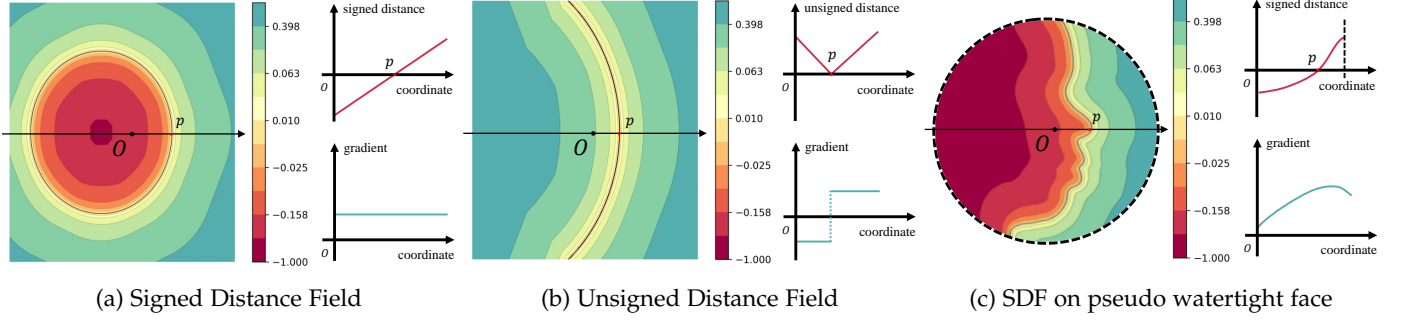 O
p
0.398
0.063
0.010
−0.025
−0.158
−1.000
signed distance
p
0
coordinate
gradient
0
coordinate
(a) Signed Distance Field
O
p
0.398
0.063
0.010
−0.025
−0.158
−1.000
unsigned distance
p
0
coordinate
gradient
0
coordinate
(b) Unsigned Distance Field
O
p
0.398
0.063
0.010
−0.025
−0.158
−1.000
signed distance
p
0
coordinate
gradient
0
coordinate
(c) SDF on pseudo watertight face